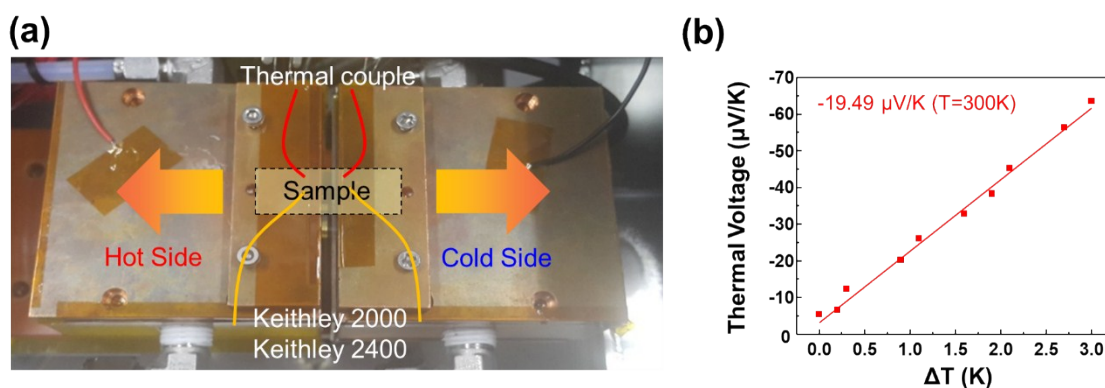 (a)
Thermal couple
Sample
Hot Side
Cold Side
Keithley 2000
Keithley 2400
(b)
-19.49 µV/K (T=300K)
Thermal Voltage (µV/K)
-70
-60
-50
-40
-30
-20
-10
0
0.0 0.5 1.0 1.5 2.0 2.5 3.0
ΔT (K)